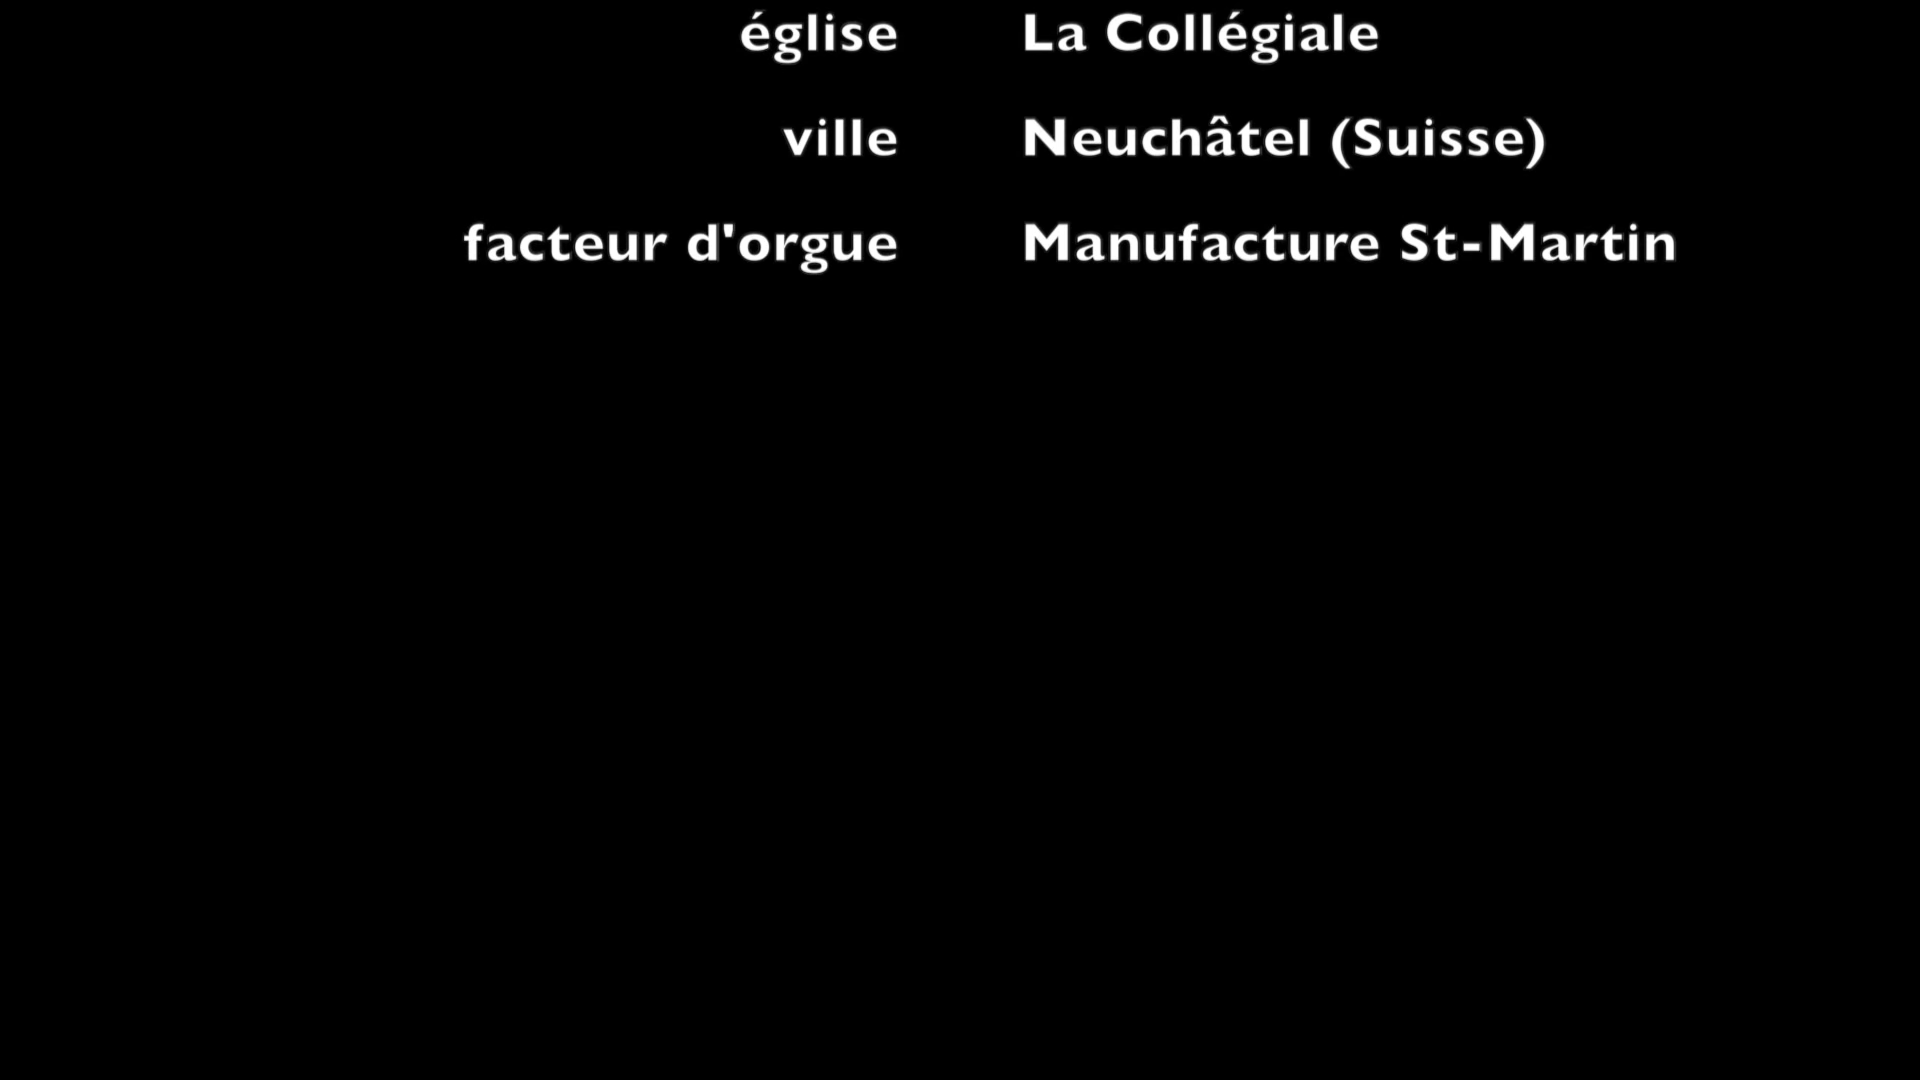 église La Collégiale
ville Neuchâtel (Suisse)
facteur d'orgue Manufacture St-Martin